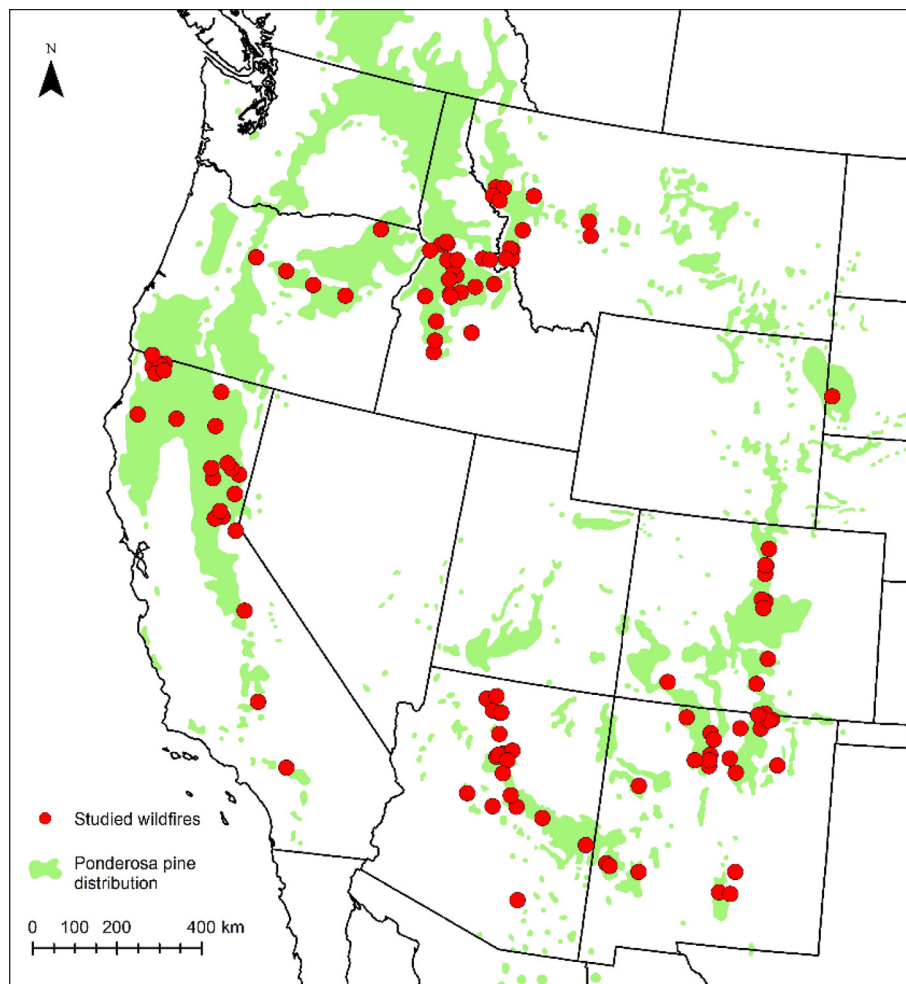 N
Studied wildfires
Ponderosa pine
distribution
0 100 200 400 km